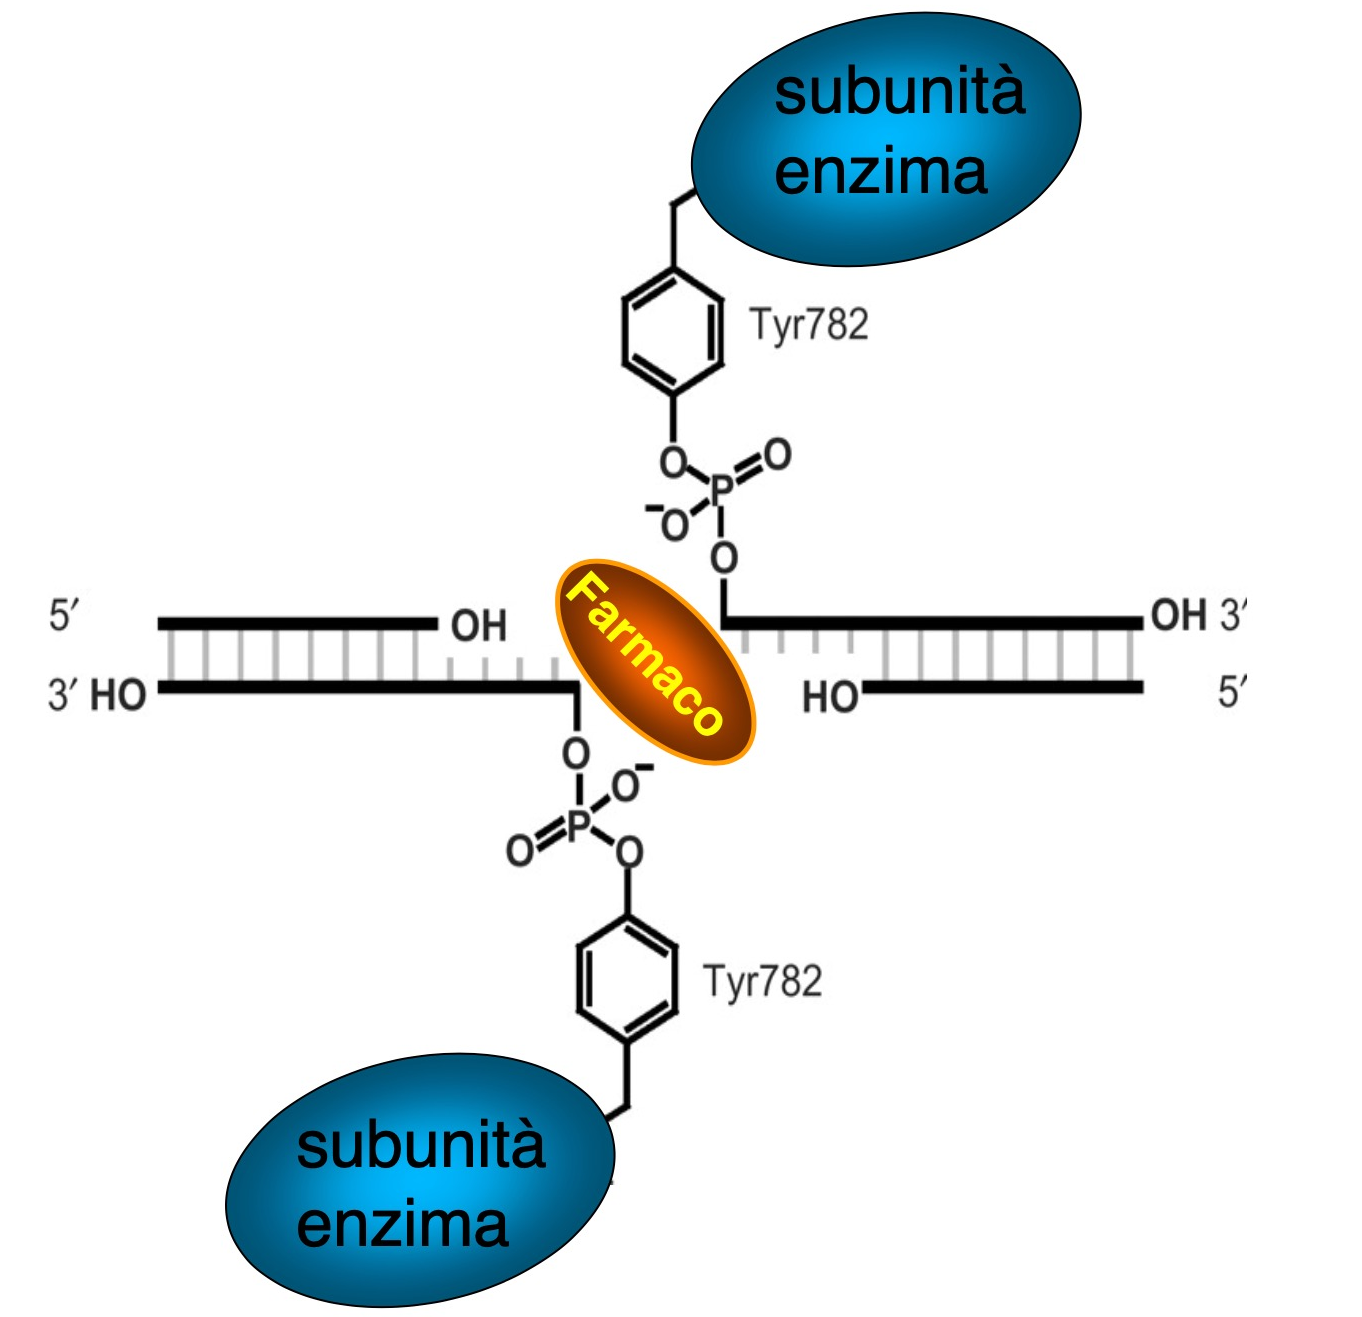 subunità
enzima
Tyr782
O
P
O
−O
O
5′
OH
Farmaco
OH 3′
3′ HO
HO
5′
O
O−
O
P
O
Tyr782
subunità
enzima